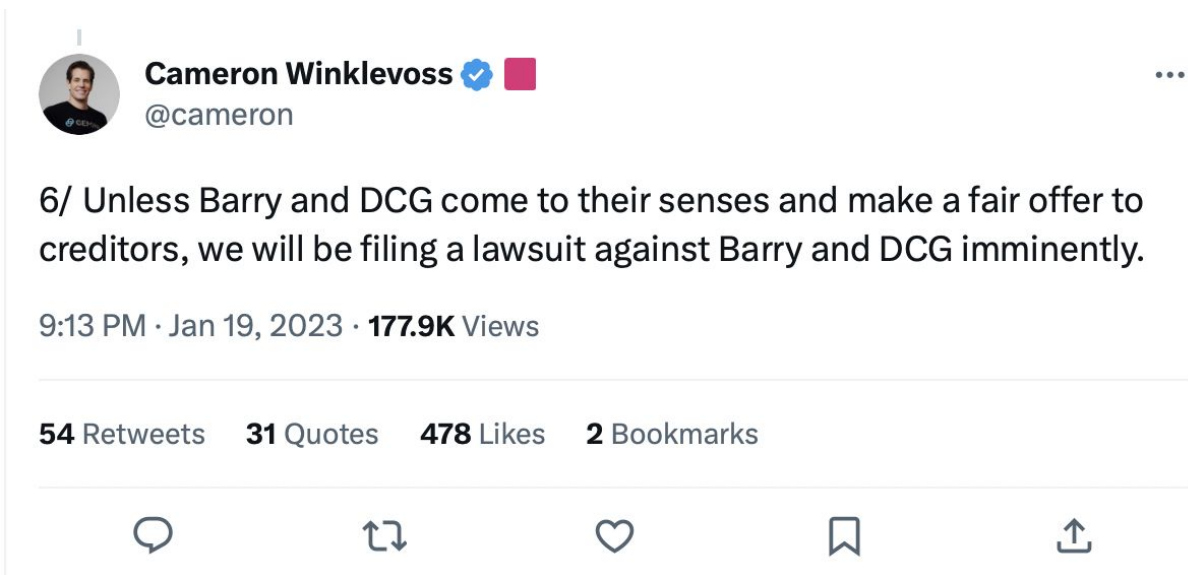 Cameron Winklevoss
@cameron
6/ Unless Barry and DCG come to their senses and make a fair offer to
creditors, we will be filing a lawsuit against Barry and DCG imminently.
9:13 PM · Jan 19, 2023 · 177.9K Views
54 Retweets 31 Quotes 478 Likes 2 Bookmarks